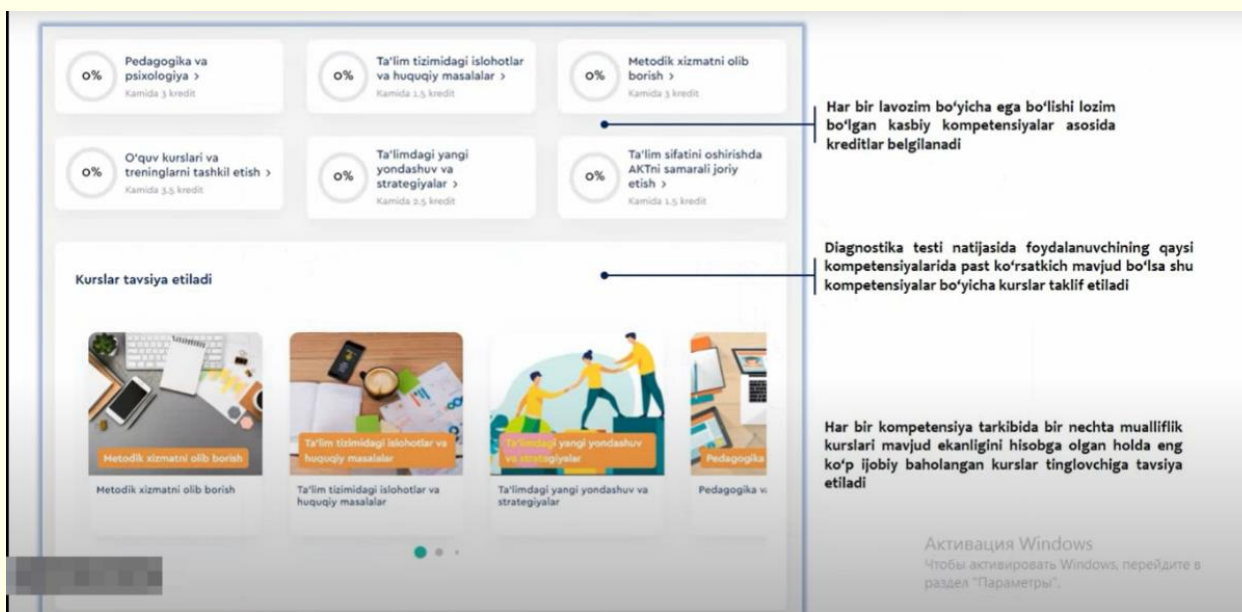 0%
Pedagogika va
psixologiya >
Kamida 3 kredit
0%
Ta'lim tizimidagi islohotlar
va huquqiy masalalar >
Kamida 1.5 kredit
0%
Metodik xizmatni olib
borish >
Kamida 3 kredit
Har bir lavozim bo'yicha ega bo'lishi lozim
bo'lgan kasbiy kompetensiyalar asosida
kreditlar belgilanadi
0%
O'quv kurslari va
treninglarni tashkil etish >
Kamida 3.5 kredit
0%
Ta'limdagi yangi
yondashuv va
strategiyalar >
Kamida 2.5 kredit
0%
Ta'lim sifatini oshirishda
AKTni samarali joriy
etish >
Kamida 1.5 kredit
Diagnostika testi natijasida foydalanuvchining qaysi
kompetensiyalarida past ko'rsatkich mavjud bo'lsa shu
kompetensiyalar bo'yicha kurslar taklif etiladi
Kurslar tavsiya etiladi
Metodik xizmatni olib borish
Ta'lim tizimidagi islohotlar va
huquqiy masalalar
Ta'limdagi yangi yondashuv
va strategiyalar
Pedagogika
Metodik xizmatni olib borish
Ta'lim tizimidagi islohotlar va
huquqiy masalalar
Ta'limdagi yangi yondashuv va
strategiyalar
Pedagogika va
Har bir kompetensiya tarkibida bir nechta mualliflik
kurslari mavjud ekanligini hisobga olgan holda eng
ko'p ijobiy baholangan kurslar tinglovchiga tavsiya
etiladi
Активация Windows
Чтобы активировать Windows, перейдите в
раздел "Параметры".